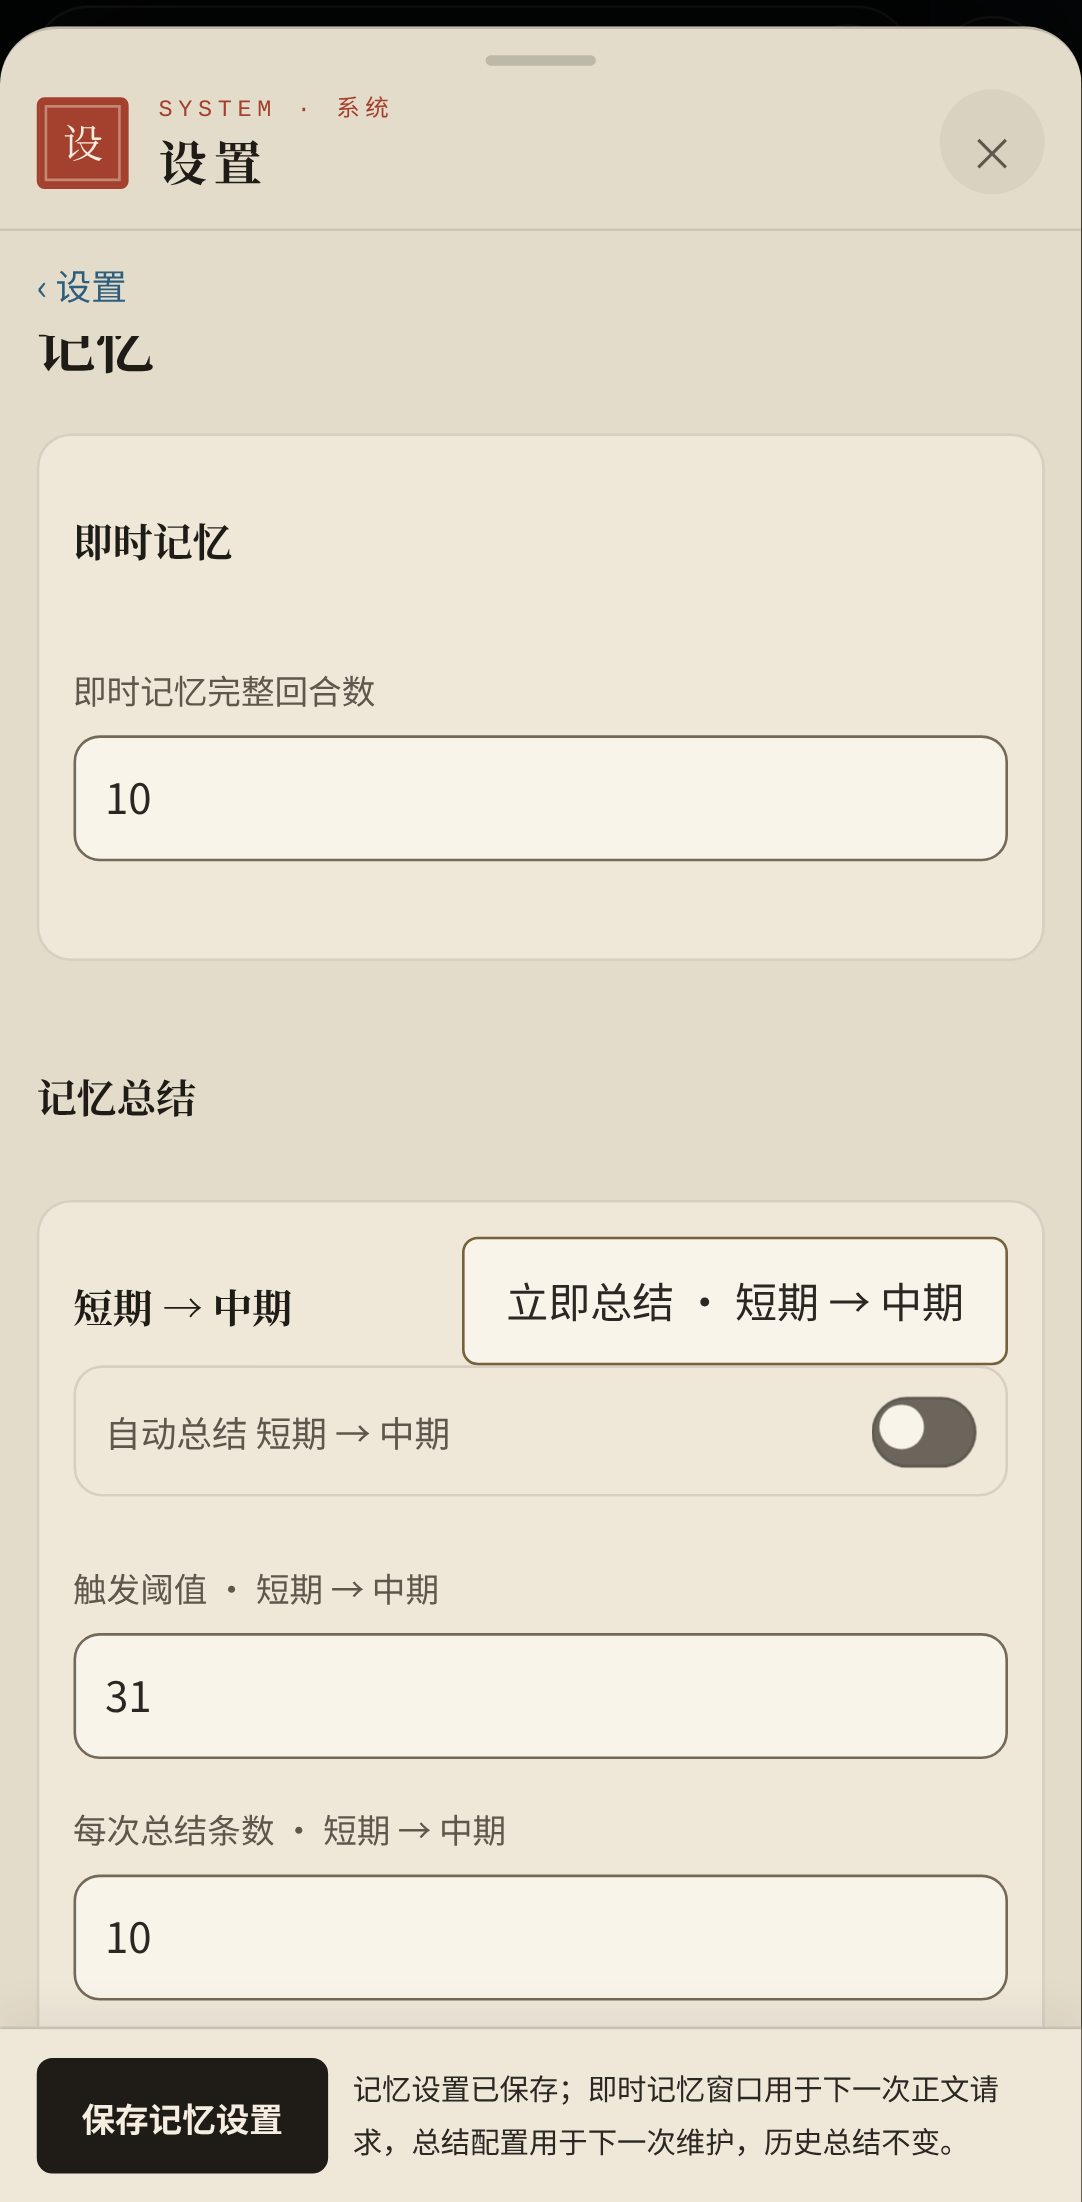 设
SYSTEM · 系统
设置
‹ 设置
记忆
即时记忆
即时记忆完整回合数
10
记忆总结
短期 → 中期
立即总结 · 短期 → 中期
自动总结 短期 → 中期
触发阈值 · 短期 → 中期
31
每次总结条数 · 短期 → 中期
10
保存记忆设置
记忆设置已保存；即时记忆窗口用于下一次正文请
求，总结配置用于下一次维护，历史总结不变。